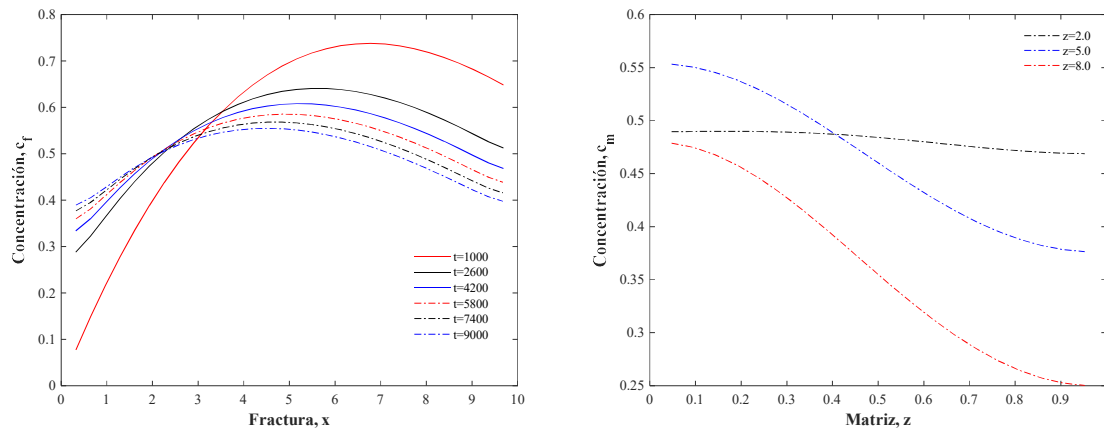 0.8
0.7
0.6
0.5
0.4
0.3
0.2
0.1
0
Concentración, c_f
t=1000
t=2600
t=4200
t=5800
t=7400
t=9000
0 1 2 3 4 5 6 7 8 9 10
Fractura, x
0.6
0.55
0.5
0.45
0.4
0.35
0.3
0.25
Concentración, c_m
z=2.0
z=5.0
z=8.0
0 0.1 0.2 0.3 0.4 0.5 0.6 0.7 0.8 0.9
Matriz, z